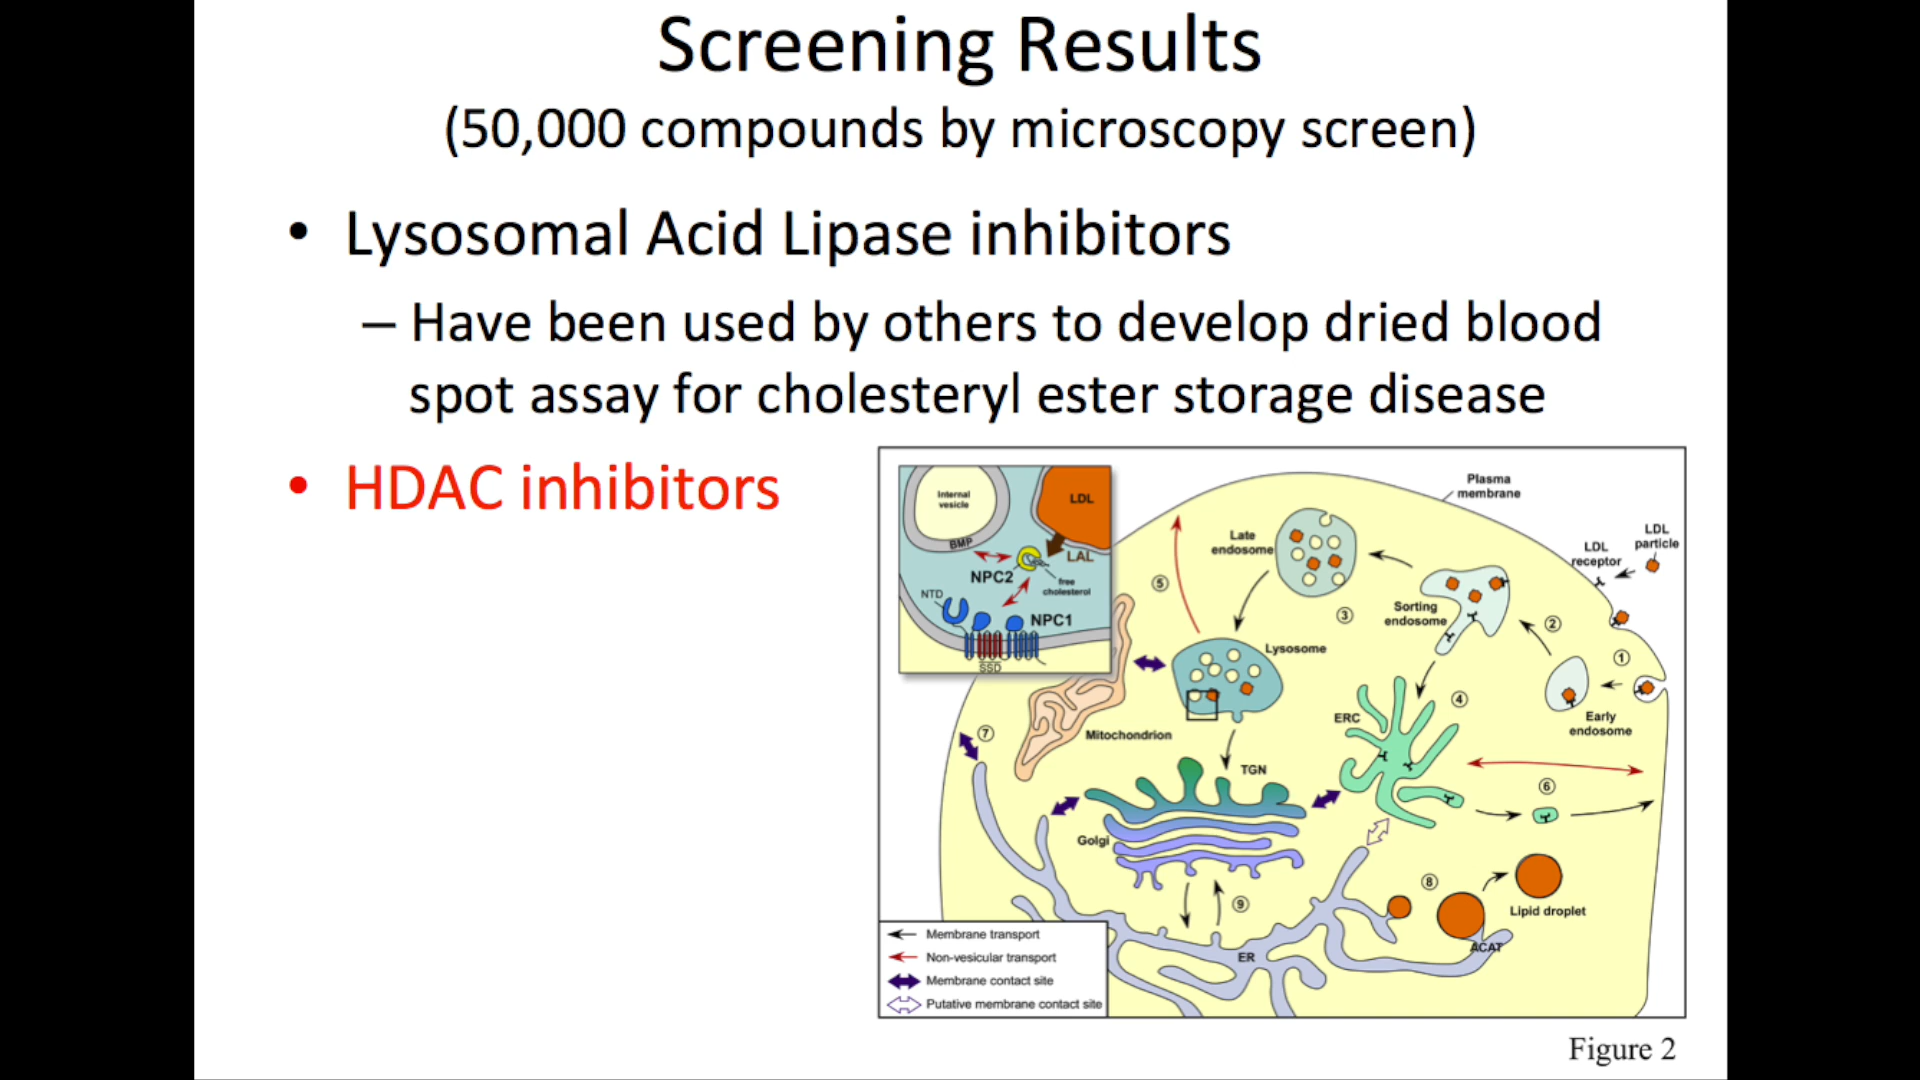 Screening Results
(50,000 compounds by microscopy screen)
• Lysosomal Acid Lipase inhibitors
– Have been used by others to develop dried blood
spot assay for cholesteryl ester storage disease
• HDAC inhibitors
Internal
vesicle
LDL
BMP
LAL
NPC2
free
cholesterol
NTD
NPC1
SSD
Plasma
membrane
LDL
particle
LDL
receptor
Late
endosome
Sorting
endosome
⑤
③
②
①
Lysosome
Early
endosome
④
ERC
⑦
Mitochondrion
TGN
⑥
Golgi
⑧
Lipid droplet
⑨
ACAT
ER
Membrane transport
Non-vesicular transport
Membrane contact site
Putative membrane contact site
Figure 2